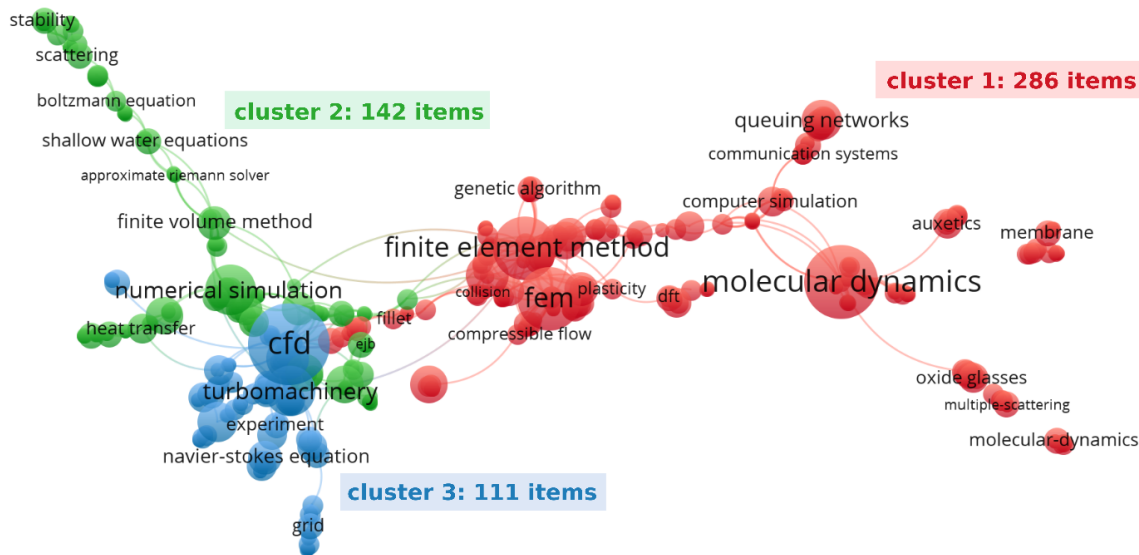 stability
scattering
cluster 1: 286 items
boltzmann equation
cluster 2: 142 items
queuing networks
shallow water equations
communication systems
approximate riemann solver
genetic algorithm
computer simulation
finite volume method
auxetics
membrane
finite element method
molecular dynamics
numerical simulation
collision
fem
plasticity
dft
heat transfer
fillet
compressible flow
cfd
ejb
oxide glasses
turbomachinery
multiple-scattering
experiment
molecular-dynamics
navier-stokes equation
cluster 3: 111 items
grid